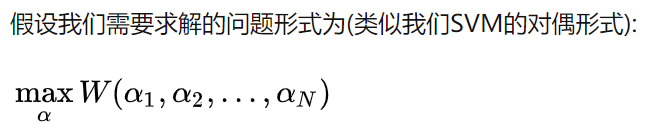 假设我们需要求解的问题形式为(类似我们SVM的对偶形式):
max W(α₁, α₂, ..., α_N)
α